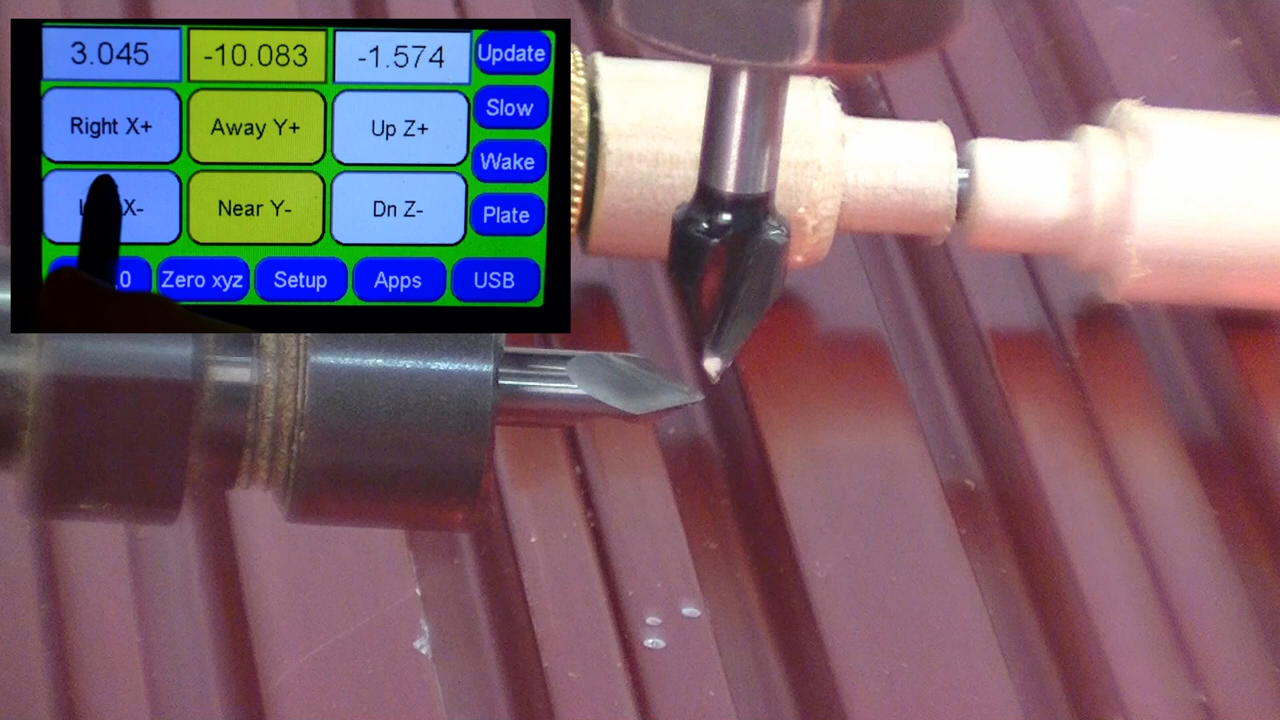 3.045 -10.083 -1.574 Update
Right X+ Away Y+ Up Z+ Slow
Wake
X- Near Y- Dn Z- Plate
Zero xyz Setup Apps USB